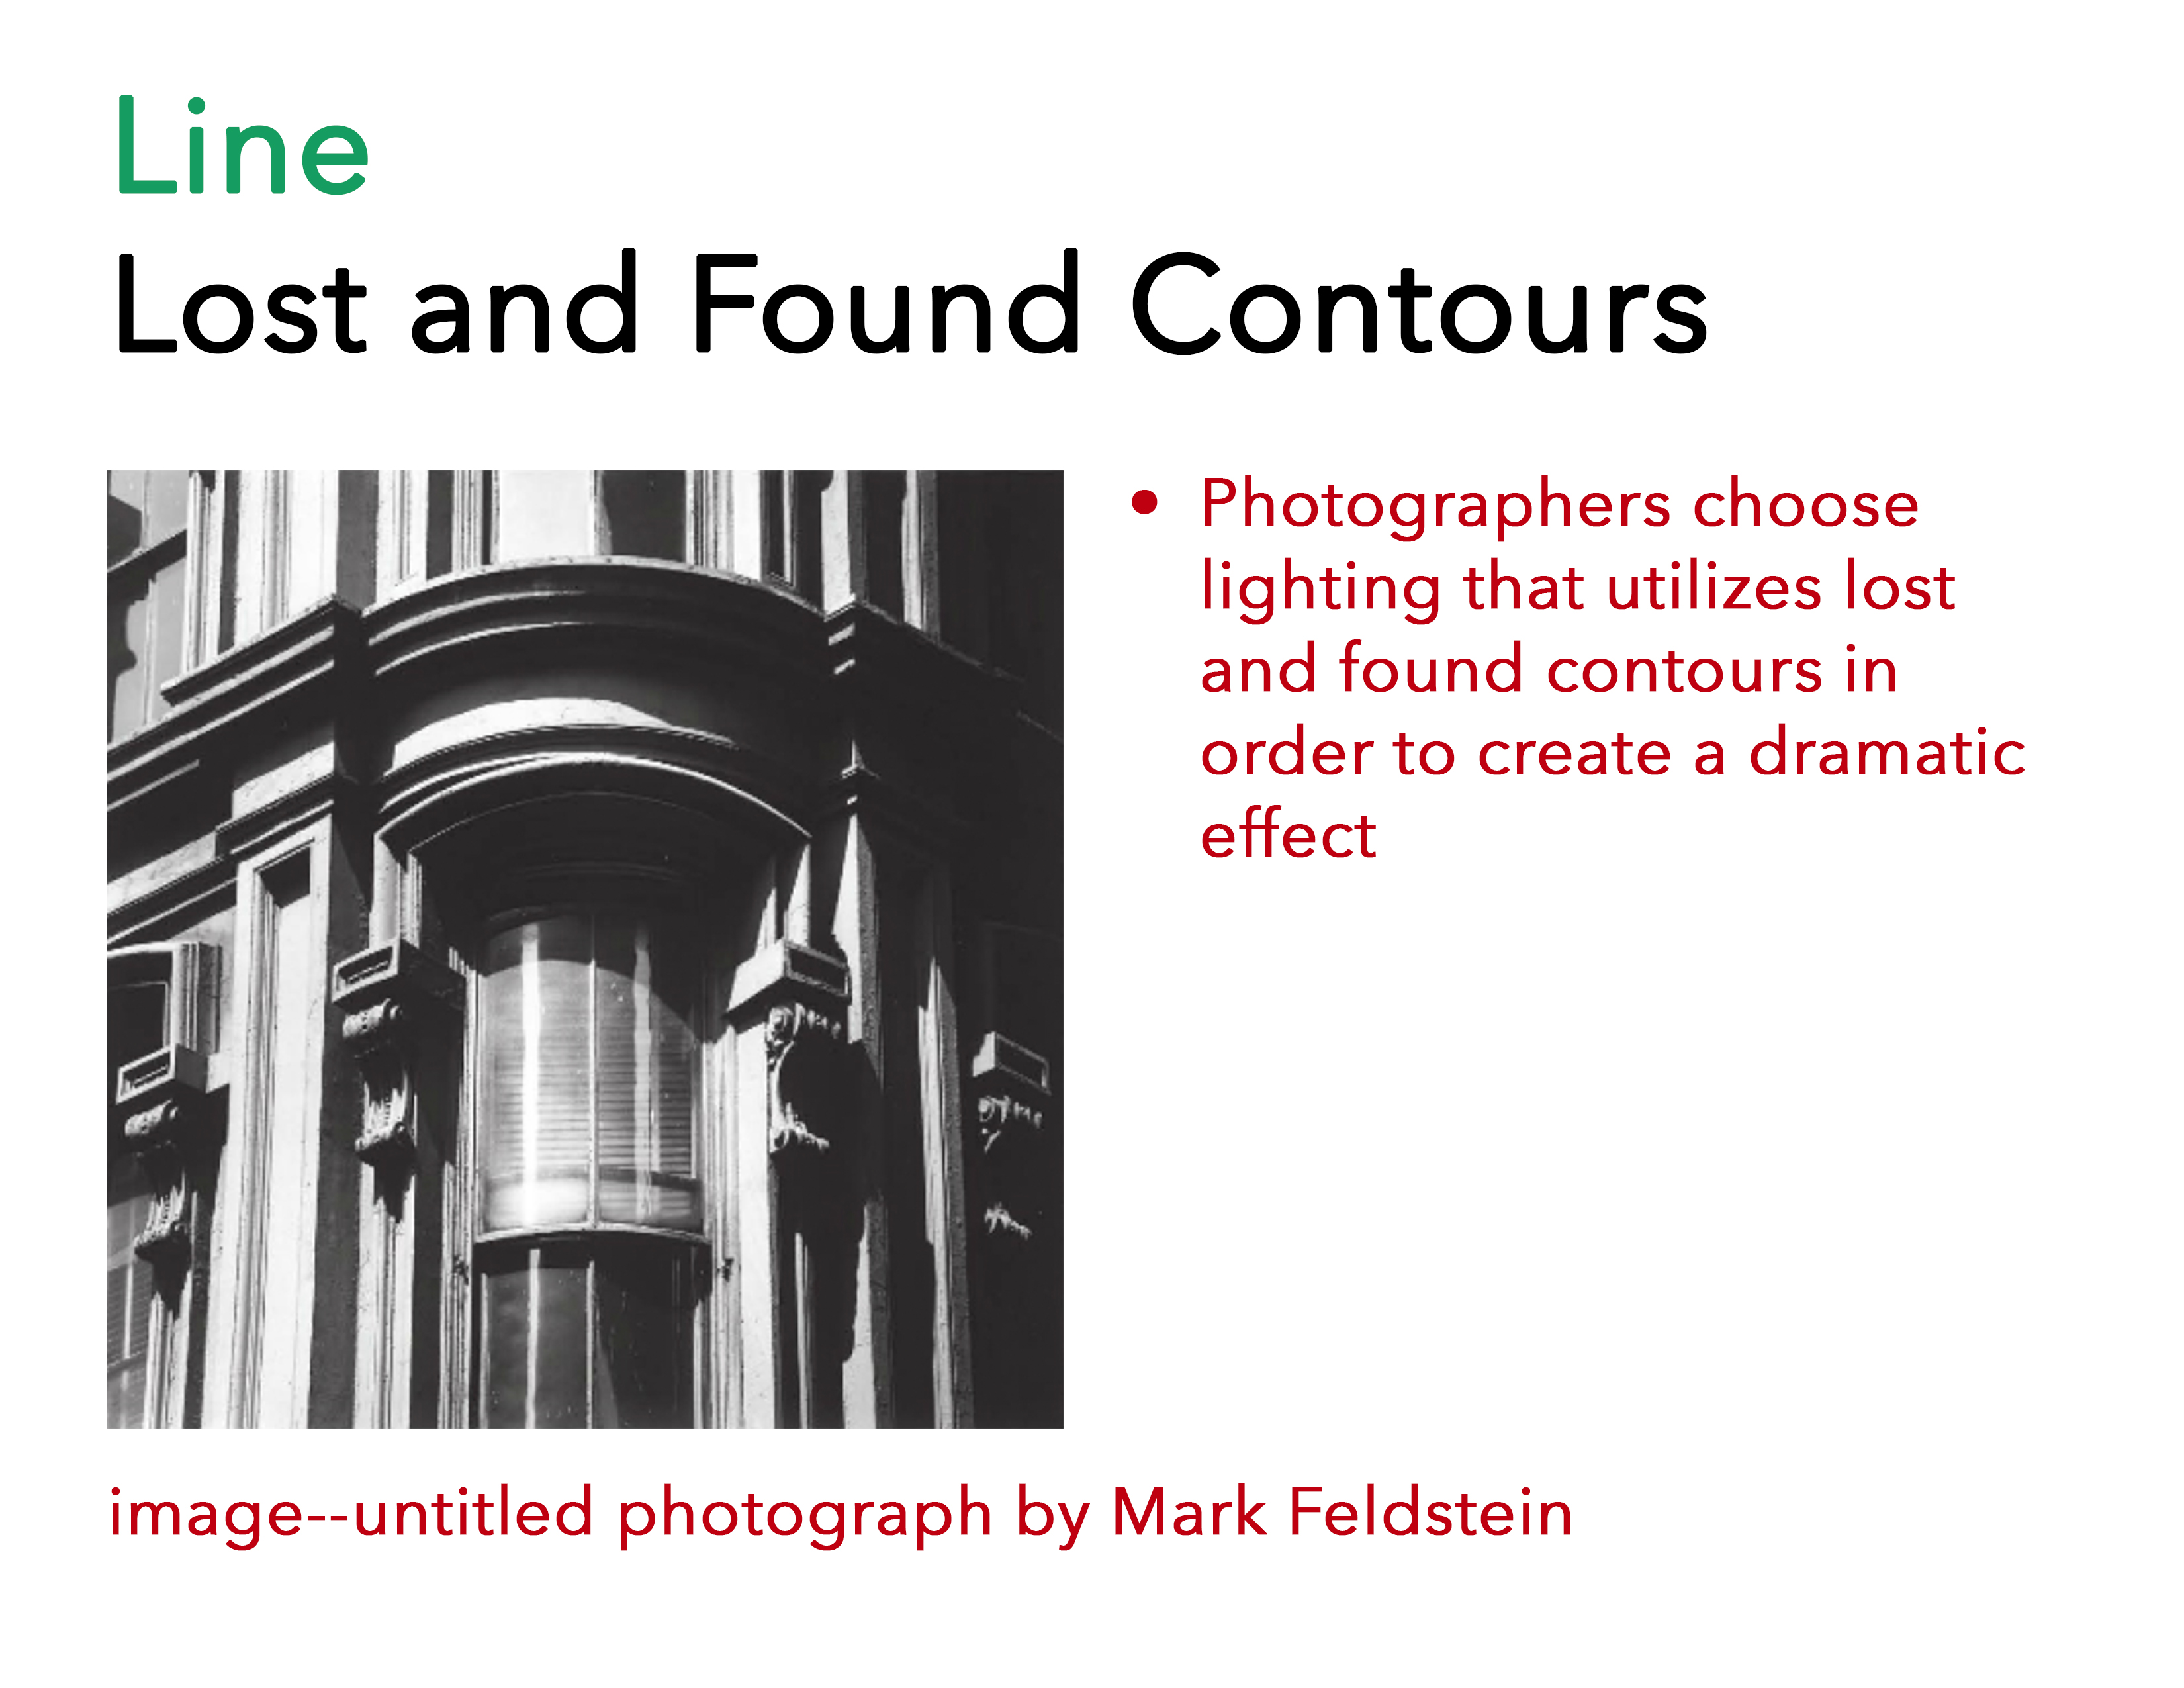 Line
Lost and Found Contours
• Photographers choose
lighting that utilizes lost
and found contours in
order to create a dramatic
effect
image--untitled photograph by Mark Feldstein